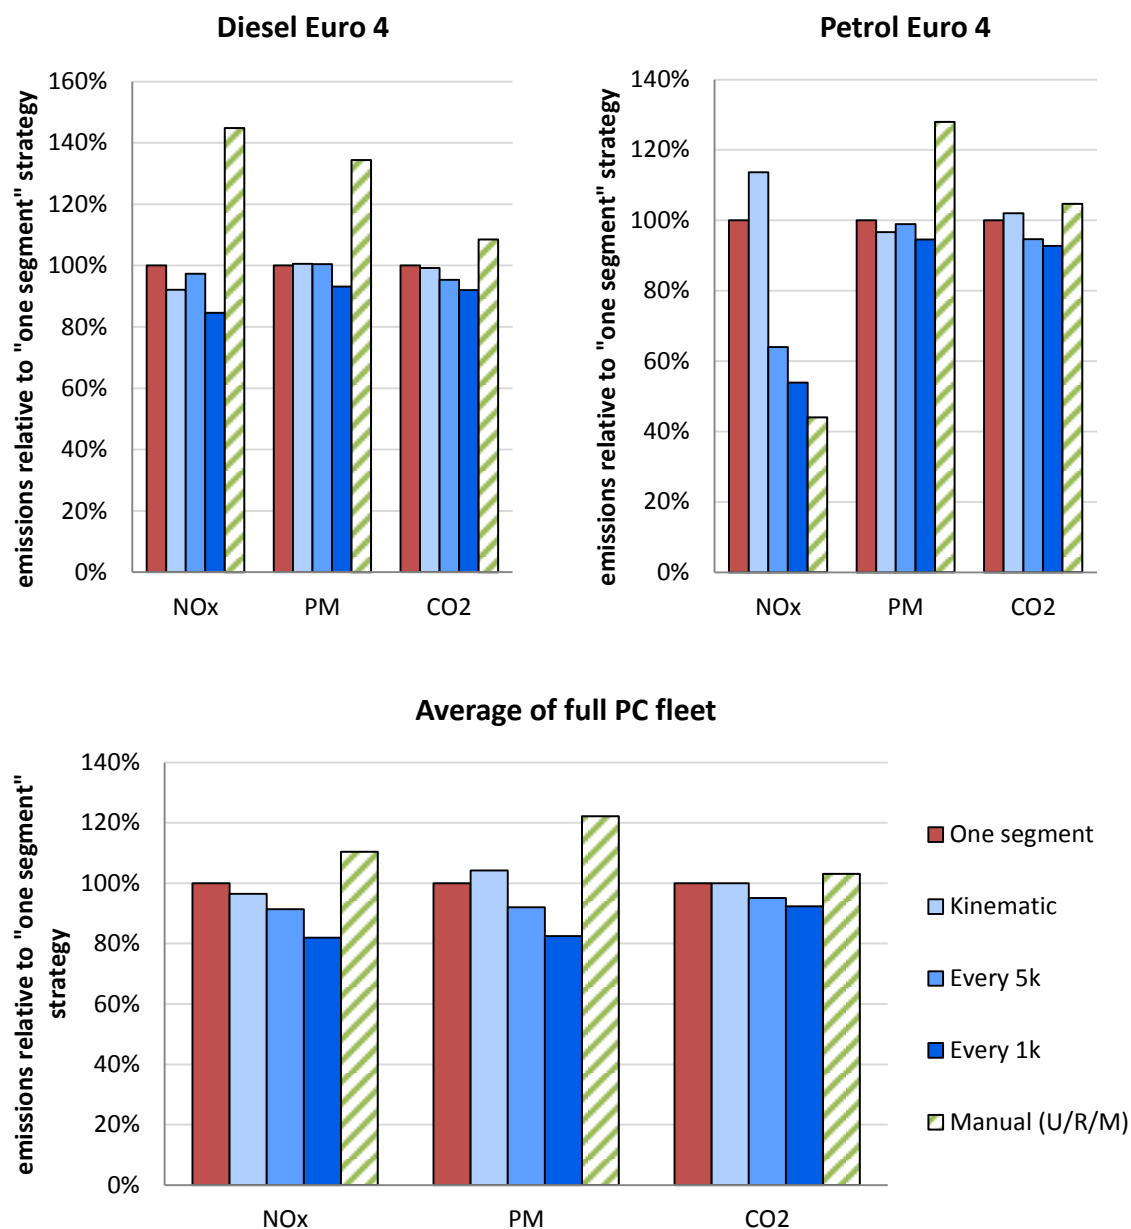 Diesel Euro 4
emissions relative to "one segment" strategy
160%
140%
120%
100%
80%
60%
40%
20%
0%
NOx
PM
CO2
Petrol Euro 4
emissions relative to "one segment" strategy
140%
120%
100%
80%
60%
40%
20%
0%
NOx
PM
CO2
Average of full PC fleet
emissions relative to "one segment"
strategy
140%
120%
100%
80%
60%
40%
20%
0%
NOx
PM
CO2
One segment
Kinematic
Every 5k
Every 1k
Manual (U/R/M)